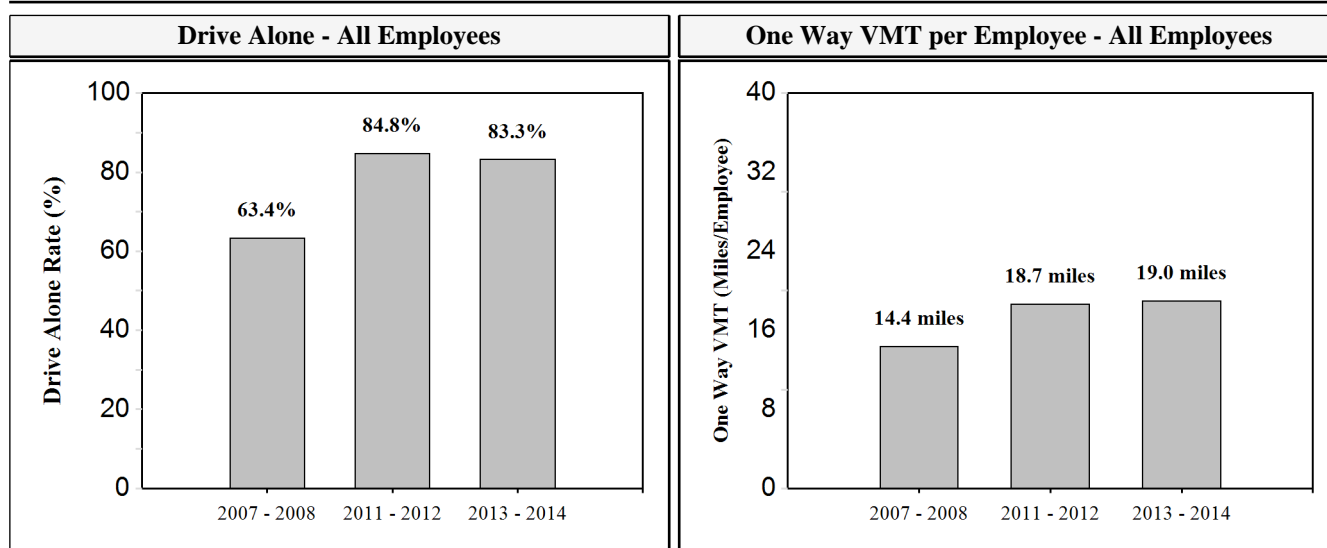 Drive Alone - All Employees
One Way VMT per Employee - All Employees
Drive Alone Rate (%)
100
80
60
40
20
0
63.4%
84.8%
83.3%
2007 - 2008
2011 - 2012
2013 - 2014
One Way VMT (Miles/Employee)
40
32
24
16
8
0
14.4 miles
18.7 miles
19.0 miles
2007 - 2008
2011 - 2012
2013 - 2014